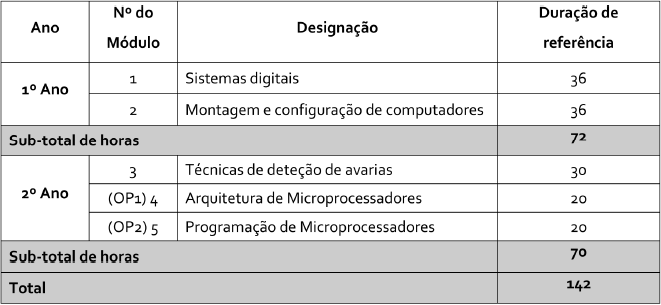 Ano Nº do Módulo Designação Duração de referência
1º Ano 1 Sistemas digitais 36
2 Montagem e configuração de computadores 36
Sub-total de horas 72
2º Ano 3 Técnicas de deteção de avarias 30
(OP1) 4 Arquitetura de Microprocessadores 20
(OP2) 5 Programação de Microprocessadores 20
Sub-total de horas 70
Total 142